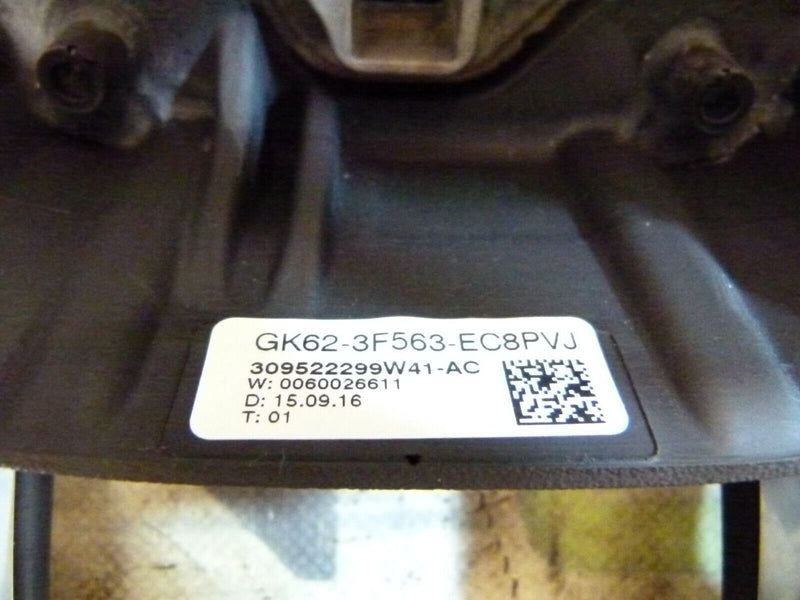 GK62-3F563-EC8PVJ
309522299W41-AC
W: 0060026611
D: 15.09.16
T: 01